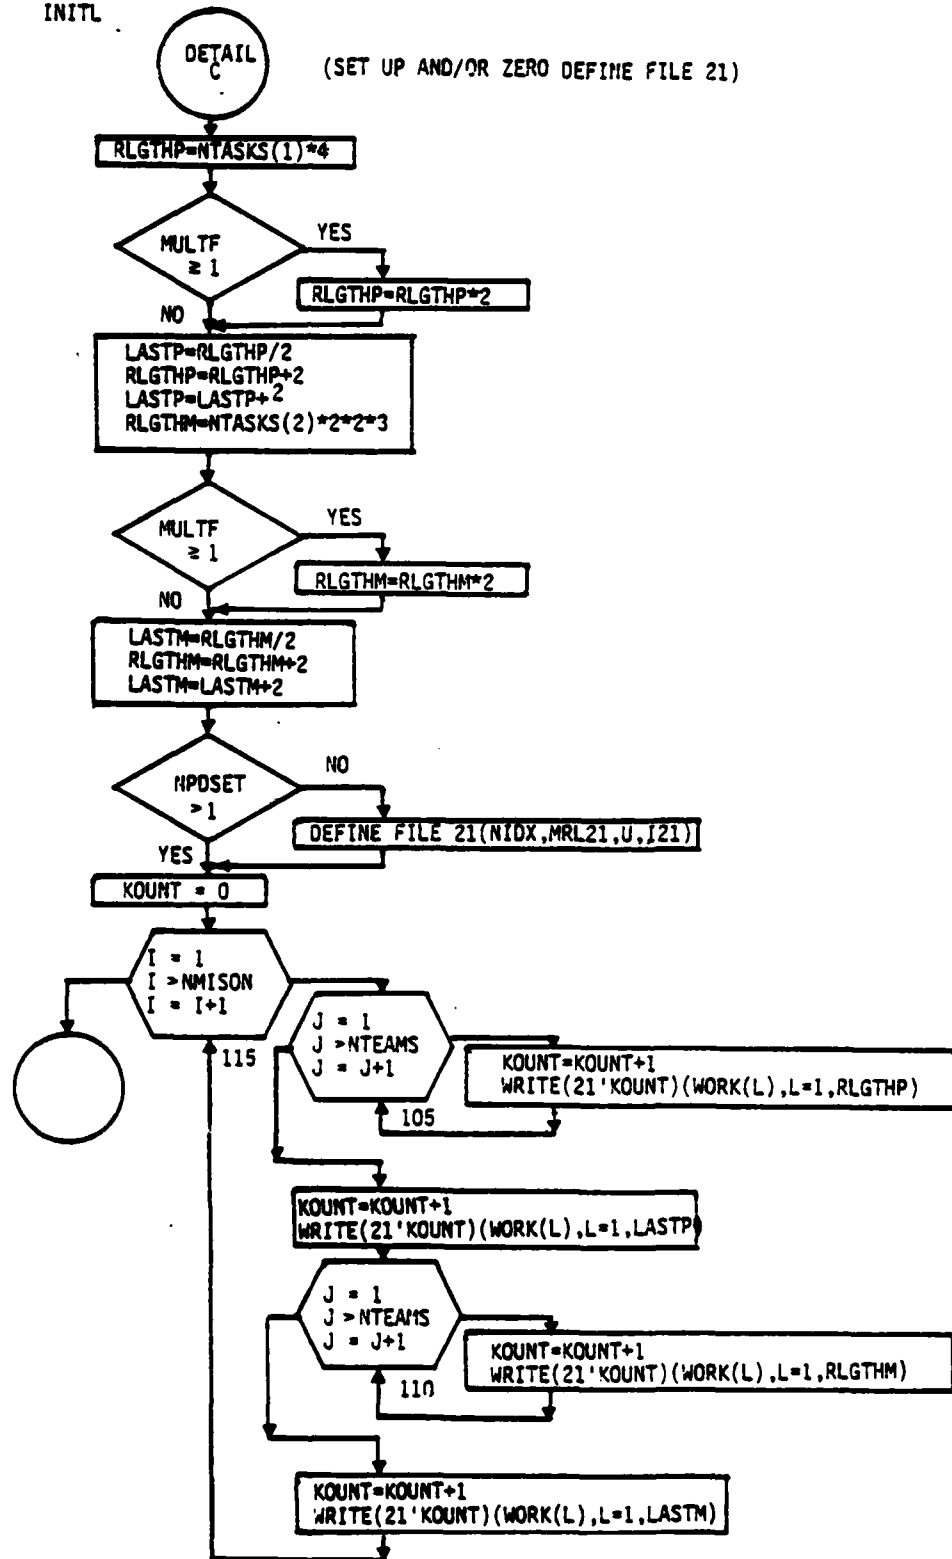 INITL
DETAIL
C
(SET UP AND/OR ZERO DEFINE FILE 21)
RLGTHP=NTASKS(1)*4
MULTF
≥ 1
YES
RLGTHP=RLGTHP*2
NO
LASTP=RLGTHP/2
RLGTHP=RLGTHP+2
LASTP=LASTP+2
RLGTHM=NTASKS(2)*2*2*3
MULTF
≥ 1
YES
RLGTHM=RLGTHM*2
NO
LASTM=RLGTHM/2
RLGTHM=RLGTHM+2
LASTM=LASTM+2
NPDSET
>1
NO
DEFINE FILE 21(NIDX,MRL21,U,I21)
YES
KOUNT = 0
I = 1
I >NMISON
I = I+1
115
J = 1
J >NTEAMS
J = J+1
KOUNT=KOUNT+1
WRITE(21'KOUNT)(WORK(L),L=1,RLGTHP)
105
KOUNT=KOUNT+1
WRITE(21'KOUNT)(WORK(L),L=1,LASTP)
J = 1
J >NTEAMS
J = J+1
KOUNT=KOUNT+1
WRITE(21'KOUNT)(WORK(L),L=1,RLGTHM)
110
KOUNT=KOUNT+1
WRITE(21'KOUNT)(WORK(L),L=1,LASTM)